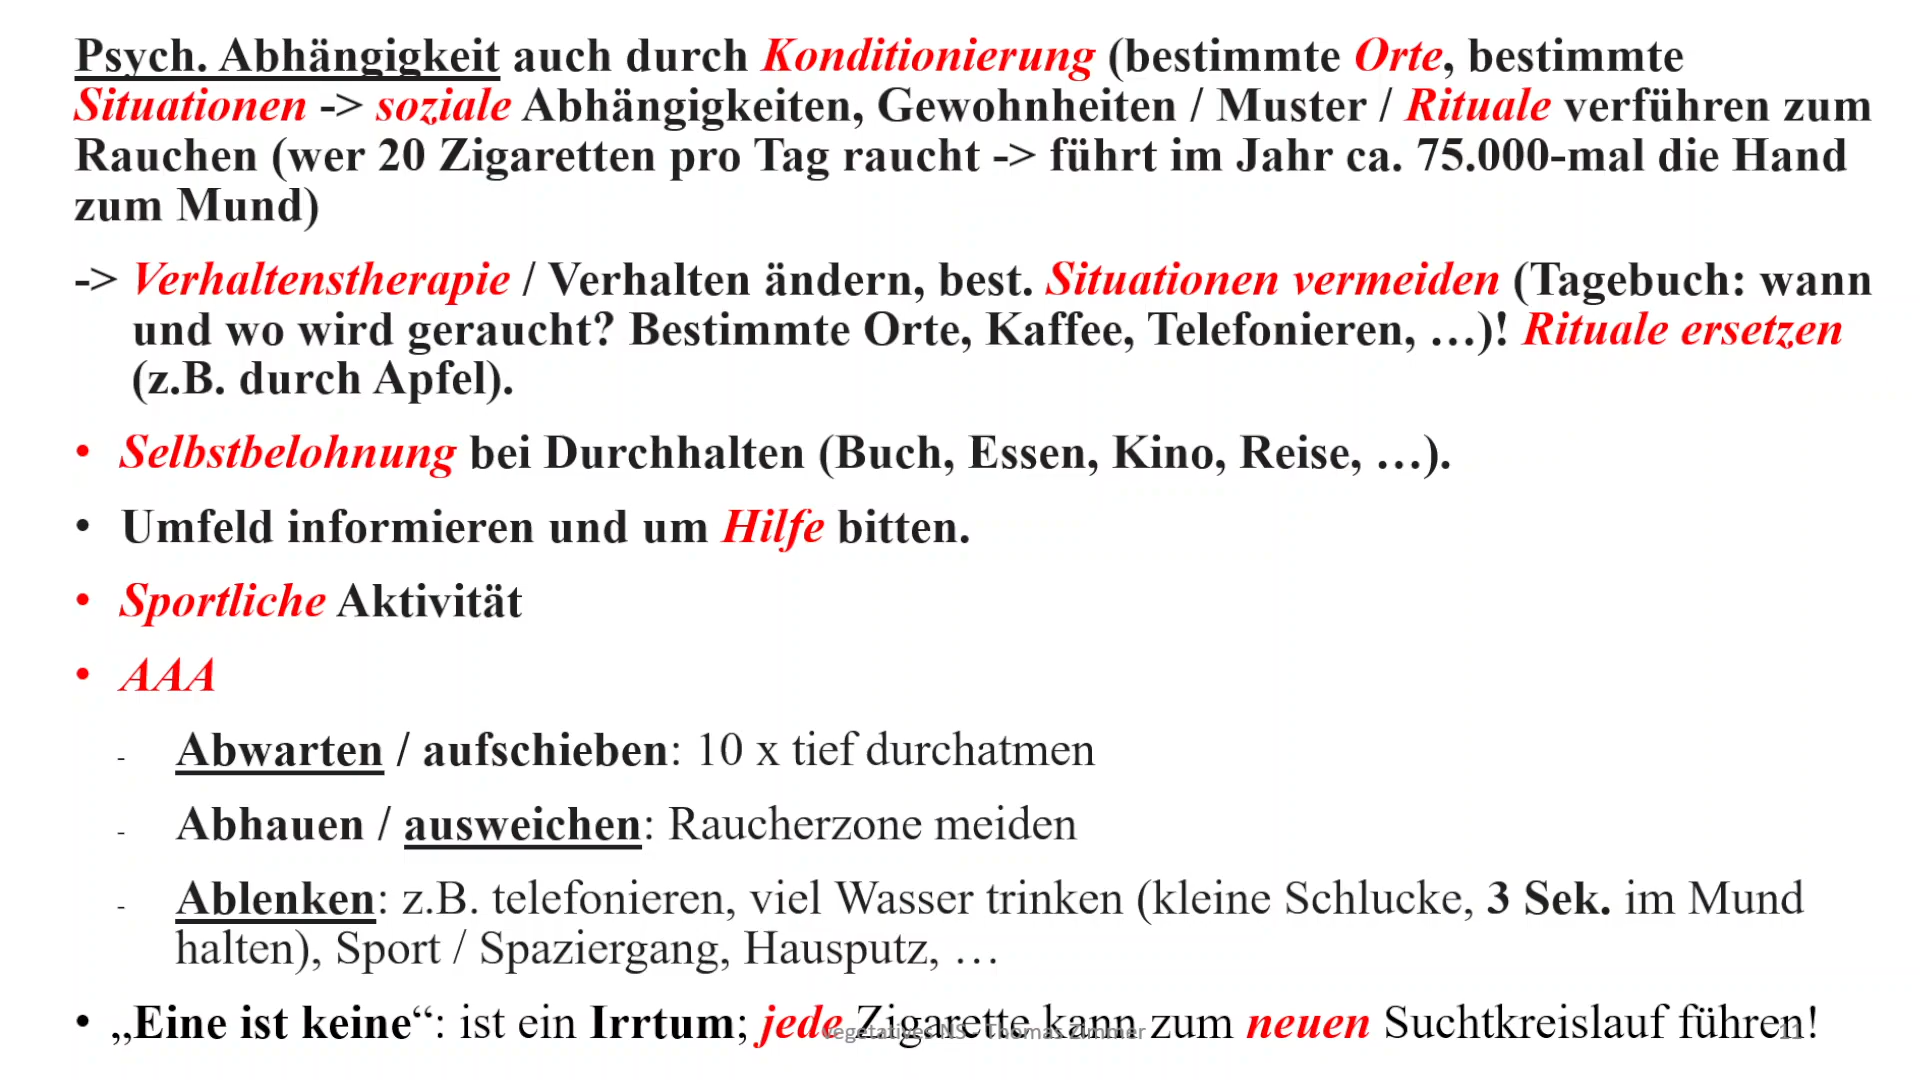 Psych. Abhängigkeit auch durch Konditionierung (bestimmte Orte, bestimmte
Situationen -> soziale Abhängigkeiten, Gewohnheiten / Muster / Rituale verführen zum
Rauchen (wer 20 Zigaretten pro Tag raucht -> führt im Jahr ca. 75.000-mal die Hand
zum Mund)
-> Verhaltenstherapie / Verhalten ändern, best. Situationen vermeiden (Tagebuch: wann
und wo wird geraucht? Bestimmte Orte, Kaffee, Telefonieren, …)! Rituale ersetzen
(z.B. durch Apfel).
• Selbstbelohnung bei Durchhalten (Buch, Essen, Kino, Reise, …).
• Umfeld informieren und um Hilfe bitten.
• Sportliche Aktivität
• AAA
- Abwarten / aufschieben: 10 x tief durchatmen
- Abhauen / ausweichen: Raucherzone meiden
- Ablenken: z.B. telefonieren, viel Wasser trinken (kleine Schlucke, 3 Sek. im Mund
halten), Sport / Spaziergang, Hausputz, …
• „Eine ist keine“: ist ein Irrtum; jede Zigarette kann zum neuen Suchtkreislauf führen!
vegetatives NS - Thomas Zimmer
11